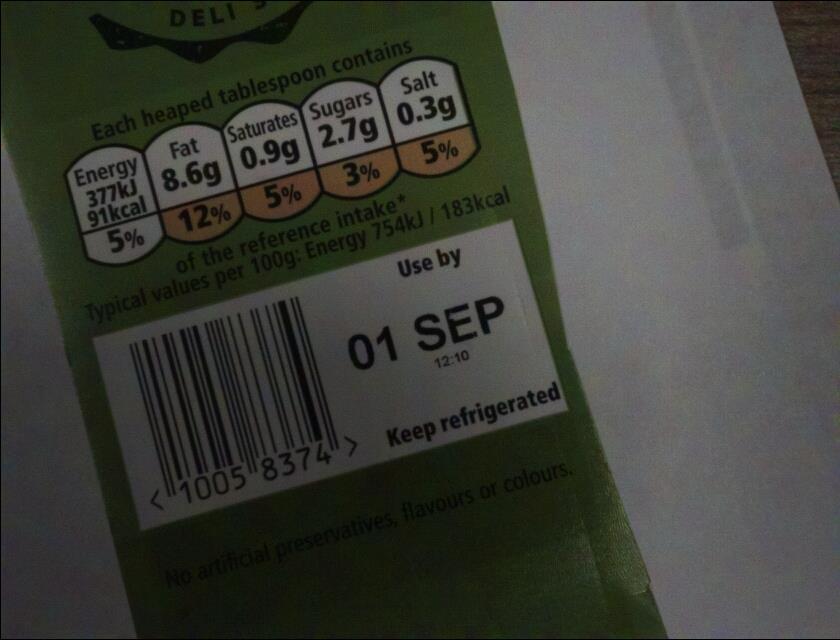 DELI
Each heaped tablespoon contains
Energy
377kJ
91kcal
5%
Fat
8.6g
12%
Saturates
0.9g
5%
Sugars
2.7g
3%
Salt
0.3g
5%
of the reference intake*
Typical values per 100g: Energy 754kJ / 183kcal
Use by
01 SEP
12:10
Keep refrigerated
< 1005 8374 >
No artificial preservatives, flavours or colours.